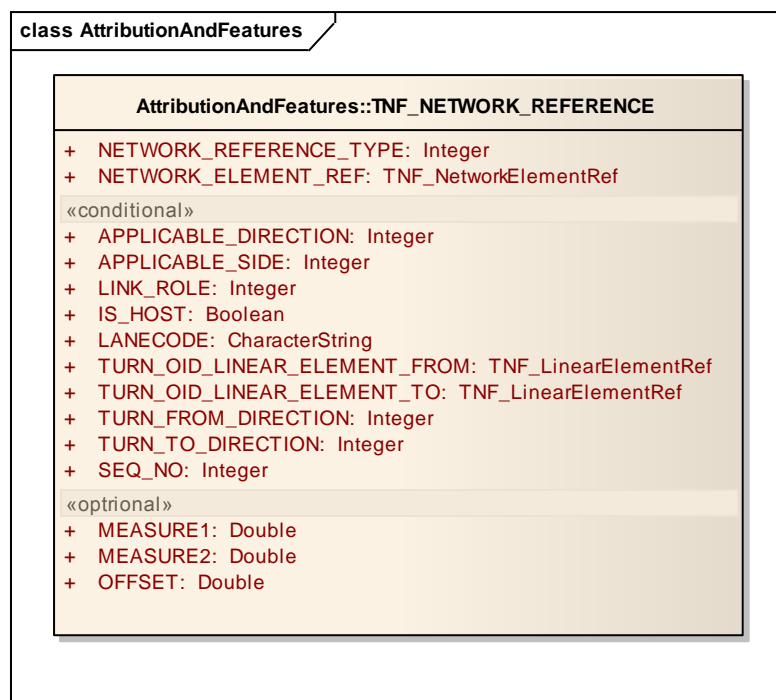 class AttributionAndFeatures
AttributionAndFeatures::TNF_NETWORK_REFERENCE
+ NETWORK_REFERENCE_TYPE: Integer
+ NETWORK_ELEMENT_REF: TNF_NetworkElementRef
«conditional»
+ APPLICABLE_DIRECTION: Integer
+ APPLICABLE_SIDE: Integer
+ LINK_ROLE: Integer
+ IS_HOST: Boolean
+ LANECODE: CharacterString
+ TURN_OID_LINEAR_ELEMENT_FROM: TNF_LinearElementRef
+ TURN_OID_LINEAR_ELEMENT_TO: TNF_LinearElementRef
+ TURN_FROM_DIRECTION: Integer
+ TURN_TO_DIRECTION: Integer
+ SEQ_NO: Integer
«optrional»
+ MEASURE1: Double
+ MEASURE2: Double
+ OFFSET: Double